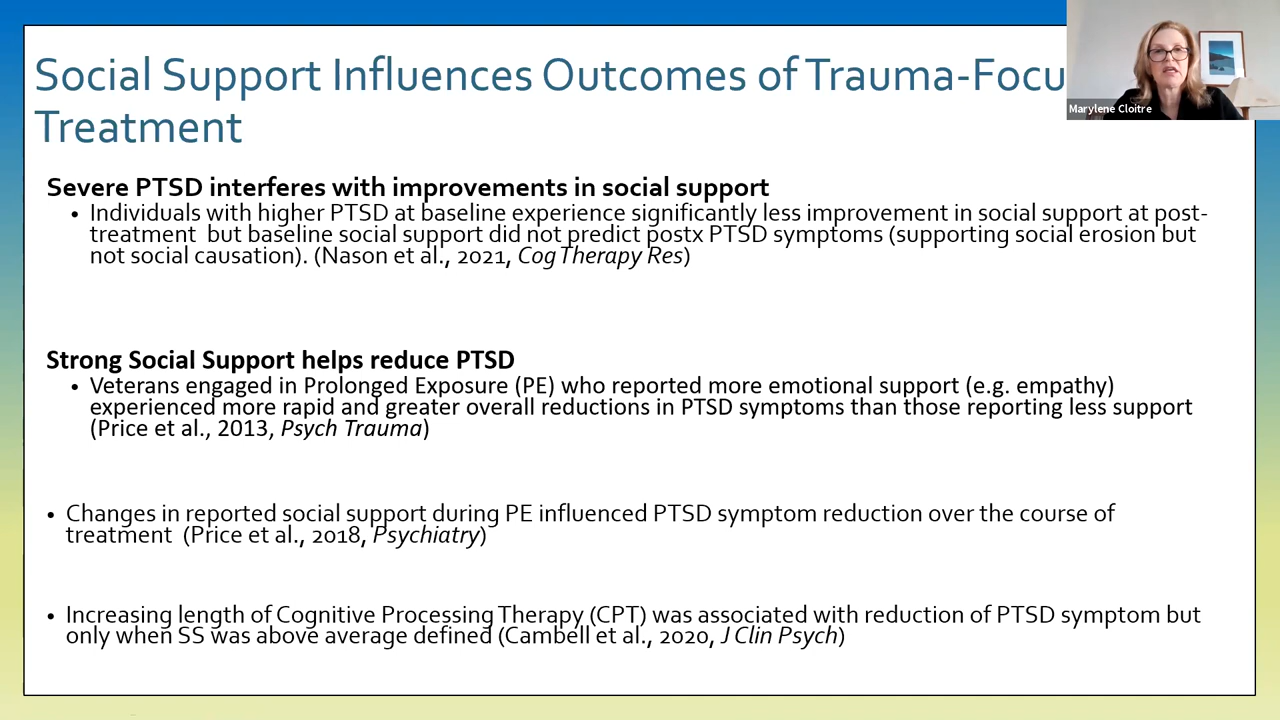 Social Support Influences Outcomes of Trauma-Focu
Treatment
Marylene Cloitre
Severe PTSD interferes with improvements in social support
• Individuals with higher PTSD at baseline experience significantly less improvement in social support at post-
treatment but baseline social support did not predict postx PTSD symptoms (supporting social erosion but
not social causation). (Nason et al., 2021, Cog Therapy Res)
Strong Social Support helps reduce PTSD
• Veterans engaged in Prolonged Exposure (PE) who reported more emotional support (e.g. empathy)
experienced more rapid and greater overall reductions in PTSD symptoms than those reporting less support
(Price et al., 2013, Psych Trauma)
• Changes in reported social support during PE influenced PTSD symptom reduction over the course of
treatment (Price et al., 2018, Psychiatry)
• Increasing length of Cognitive Processing Therapy (CPT) was associated with reduction of PTSD symptom but
only when SS was above average defined (Cambell et al., 2020, J Clin Psych)